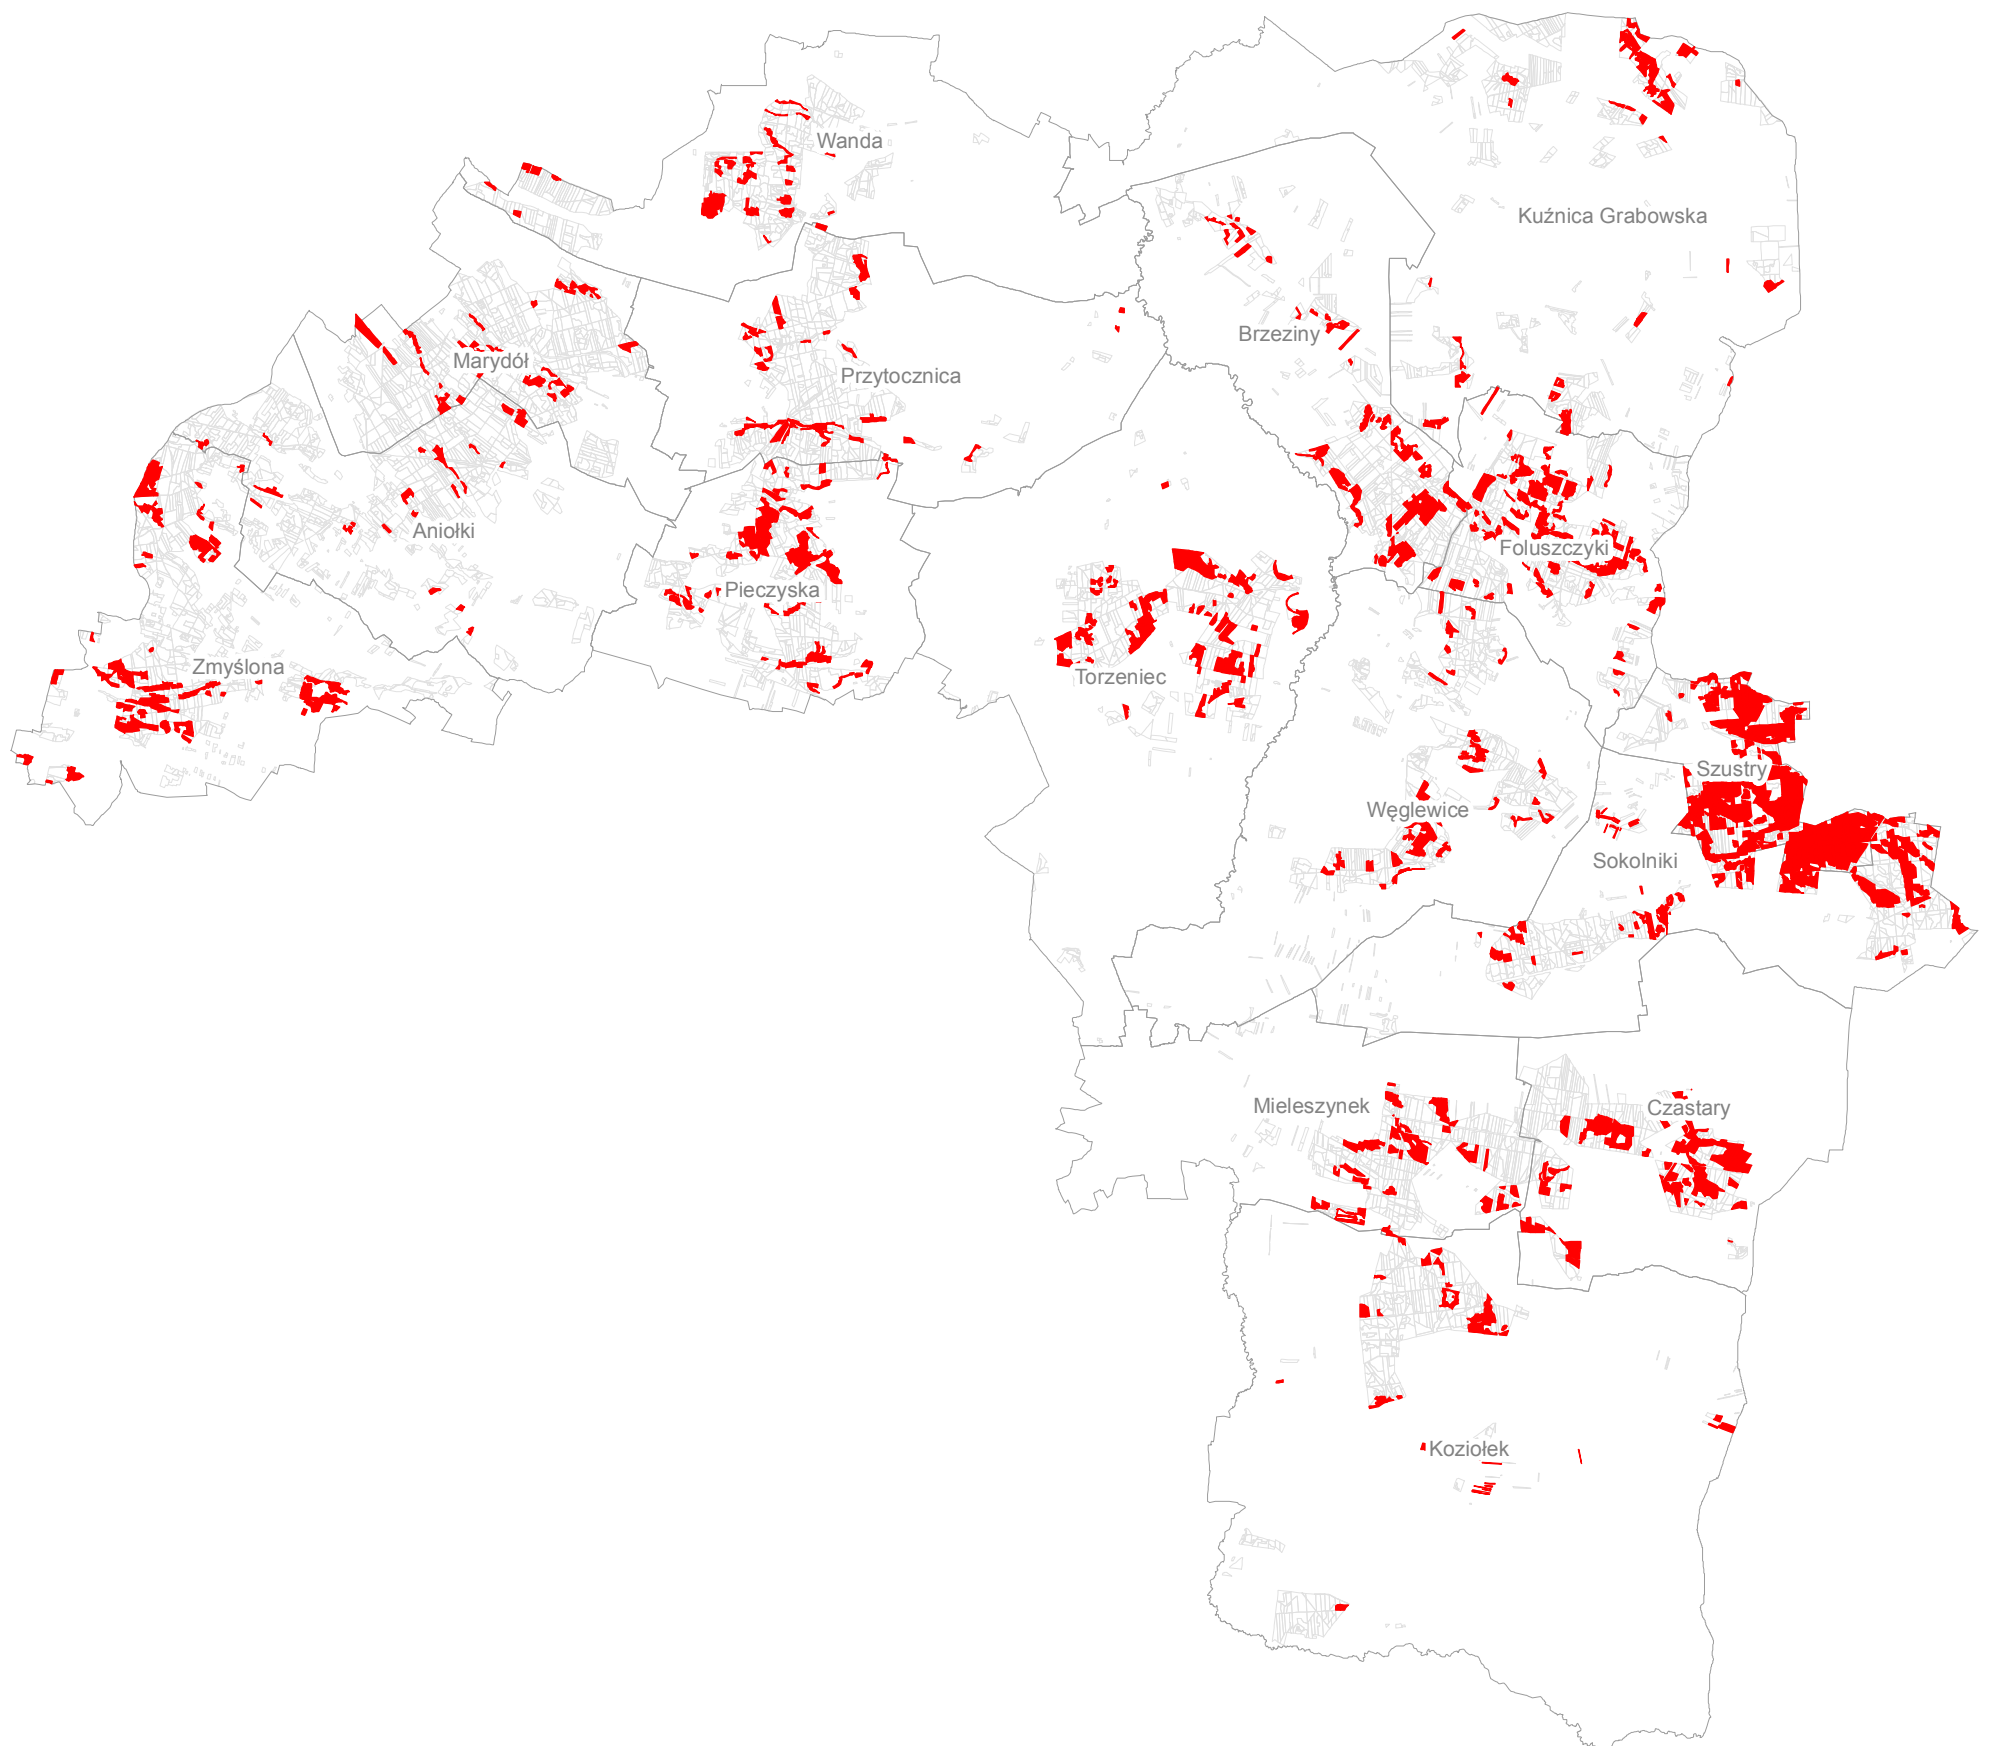 Wanda
Kuźnica Grabowska
Brzeziny
Marydół
Przytocznica
Aniołki
Foluszczyki
Pieczyska
Zmyślona
Torzeniec
Szustry
Węglewice
Sokolniki
Mieleszynek
Czastary
Koziołek